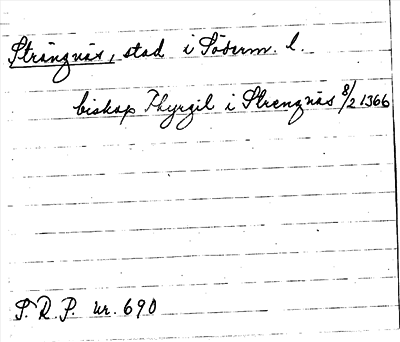 Strängnäs, stad i Söderm. l.
biskop Thyrgil i Strengnäs 8/2 1366
S. R. P. nr. 690